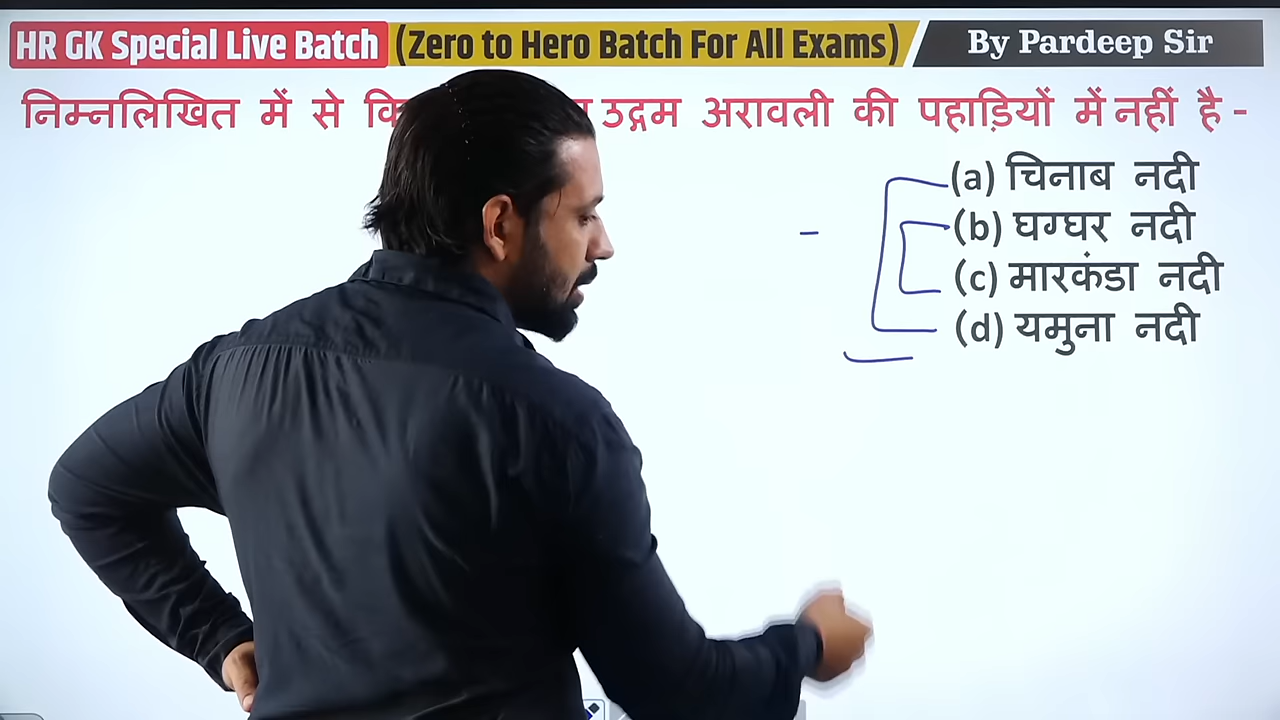 HR GK Special Live Batch (Zero to Hero Batch For All Exams) By Pardeep Sir
निम्नलिखित में से उद्गम अरावली की पहाड़ियों में नहीं है -
(a) चिनाब नदी
(b) घग्घर नदी
(c) मारकंडा नदी
(d) यमुना नदी